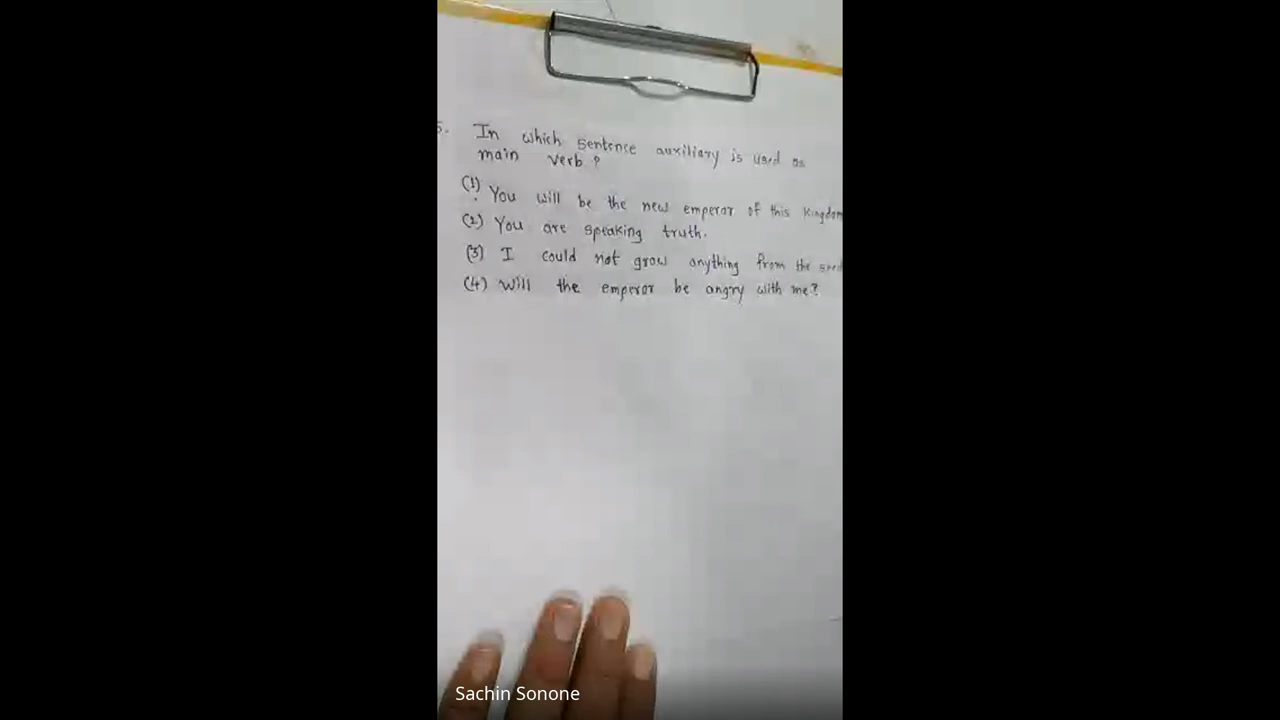 5. In which sentence auxiliary is used as
main verb?
(1) You will be the new emperor of this kingdom
(2) You are speaking truth.
(3) I could not grow anything from the seed
(4) Will the emperor be angry with me?
Sachin Sonone